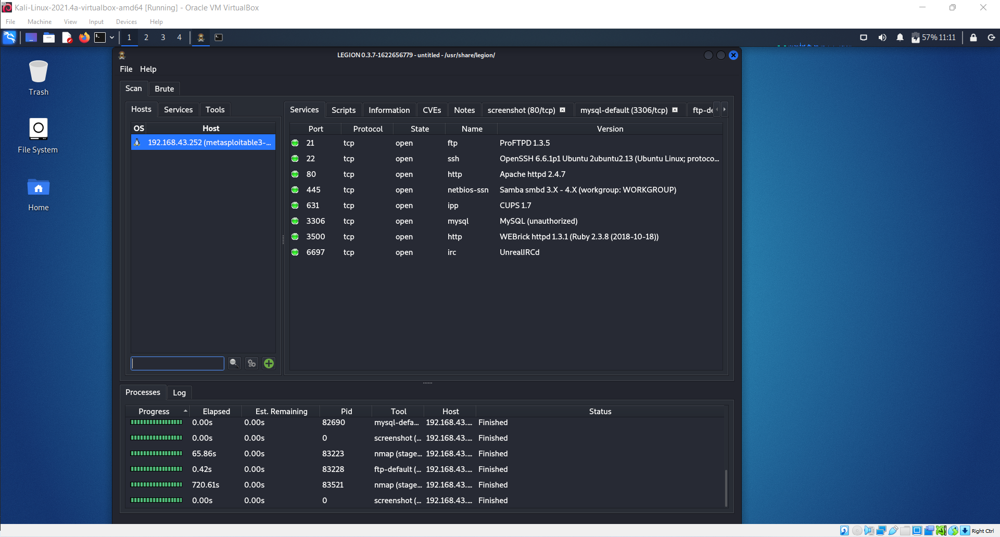 Kali-Linux-2021.4a-virtualbox-amd64 [Running] - Oracle VM VirtualBox
File Machine View Input Devices Help
1 2 3 4 57% 11:11
LEGION 0.3.7-1622656779 - untitled - /usr/share/legion/
File Help
Trash
File System
Home
Scan Brute
Hosts Services Tools
OS Host
192.168.43.252 (metasploitable3-...
Services Scripts Information CVEs Notes screenshot (80/tcp) mysql-default (3306/tcp) ftp-de
Port Protocol State Name Version
21 tcp open ftp ProFTPD 1.3.5
22 tcp open ssh OpenSSH 6.6.1p1 Ubuntu 2ubuntu2.13 (Ubuntu Linux; protoco...
80 tcp open http Apache httpd 2.4.7
445 tcp open netbios-ssn Samba smbd 3.X - 4.X (workgroup: WORKGROUP)
631 tcp open ipp CUPS 1.7
3306 tcp open mysql MySQL (unauthorized)
3500 tcp open http WEBrick httpd 1.3.1 (Ruby 2.3.8 (2018-10-18))
6697 tcp open irc UnrealIRCd
Processes Log
Progress Elapsed Est. Remaining Pid Tool Host Status
0.00s 0.00s 82690 mysql-defa... 192.168.43.... Finished
0.00s 0.00s 0 screenshot (... 192.168.43.... Finished
65.86s 0.00s 83223 nmap (stage... 192.168.43.... Finished
0.42s 0.00s 83228 ftp-default (... 192.168.43.... Finished
720.61s 0.00s 83521 nmap (stage... 192.168.43.... Finished
0.00s 0.00s 0 screenshot (... 192.168.43.... Finished
Right Ctrl